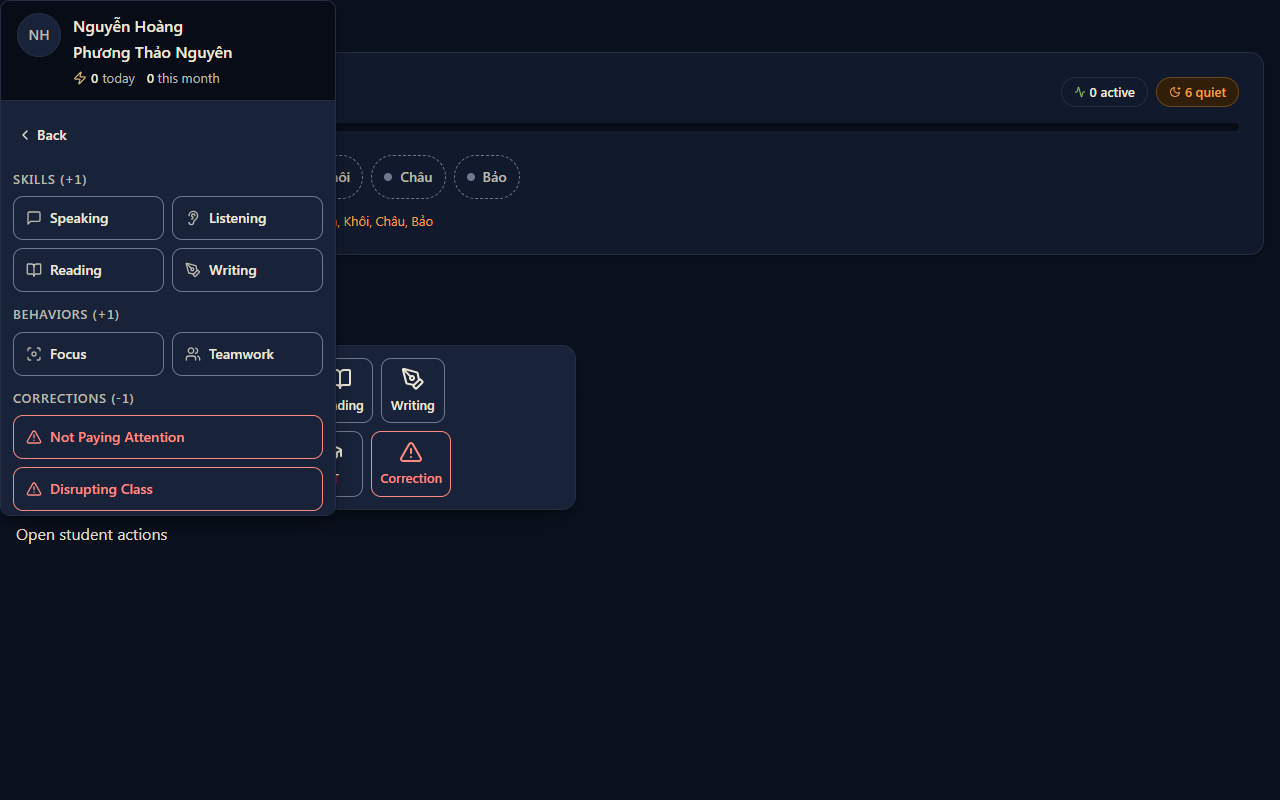 NH
Nguyễn Hoàng
Phương Thảo Nguyên
0 today 0 this month
0 active
6 quiet
Back
Châu
Bảo
SKILLS (+1)
, Khôi, Châu, Bảo
Speaking
Listening
Reading
Writing
BEHAVIORS (+1)
Focus
Teamwork
Writing
CORRECTIONS (-1)
Not Paying Attention
Correction
Disrupting Class
Open student actions